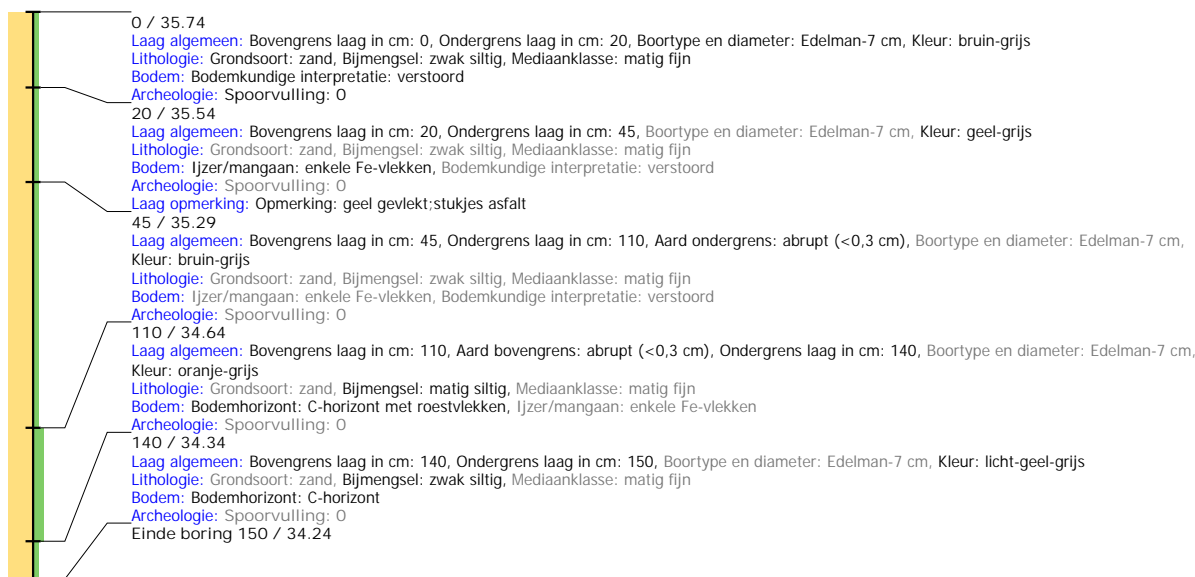 0 / 35.74
Laag algemeen: Bovengrens laag in cm: 0, Ondergrens laag in cm: 20, Boortype en diameter: Edelman-7 cm, Kleur: bruin-grijs
Lithologie: Grondsoort: zand, Bijmengsel: zwak siltig, Mediaanklasse: matig fijn
Bodem: Bodemkundige interpretatie: verstoord
Archeologie: Spoorvulling: 0
20 / 35.54
Laag algemeen: Bovengrens laag in cm: 20, Ondergrens laag in cm: 45, Boortype en diameter: Edelman-7 cm, Kleur: geel-grijs
Lithologie: Grondsoort: zand, Bijmengsel: zwak siltig, Mediaanklasse: matig fijn
Bodem: Ijzer/mangaan: enkele Fe-vlekken, Bodemkundige interpretatie: verstoord
Archeologie: Spoorvulling: 0
Laag opmerking: Opmerking: geel gevlekt;stukjes asfalt
45 / 35.29
Laag algemeen: Bovengrens laag in cm: 45, Ondergrens laag in cm: 110, Aard ondergrens: abrupt (<0,3 cm), Boortype en diameter: Edelman-7 cm,
Kleur: bruin-grijs
Lithologie: Grondsoort: zand, Bijmengsel: zwak siltig, Mediaanklasse: matig fijn
Bodem: Ijzer/mangaan: enkele Fe-vlekken, Bodemkundige interpretatie: verstoord
Archeologie: Spoorvulling: 0
110 / 34.64
Laag algemeen: Bovengrens laag in cm: 110, Aard bovengrens: abrupt (<0,3 cm), Ondergrens laag in cm: 140, Boortype en diameter: Edelman-7 cm,
Kleur: oranje-grijs
Lithologie: Grondsoort: zand, Bijmengsel: matig siltig, Mediaanklasse: matig fijn
Bodem: Bodemhorizont: C-horizont met roestvlekken, Ijzer/mangaan: enkele Fe-vlekken
Archeologie: Spoorvulling: 0
140 / 34.34
Laag algemeen: Bovengrens laag in cm: 140, Ondergrens laag in cm: 150, Boortype en diameter: Edelman-7 cm, Kleur: licht-geel-grijs
Lithologie: Grondsoort: zand, Bijmengsel: zwak siltig, Mediaanklasse: matig fijn
Bodem: Bodemhorizont: C-horizont
Archeologie: Spoorvulling: 0
Einde boring 150 / 34.24